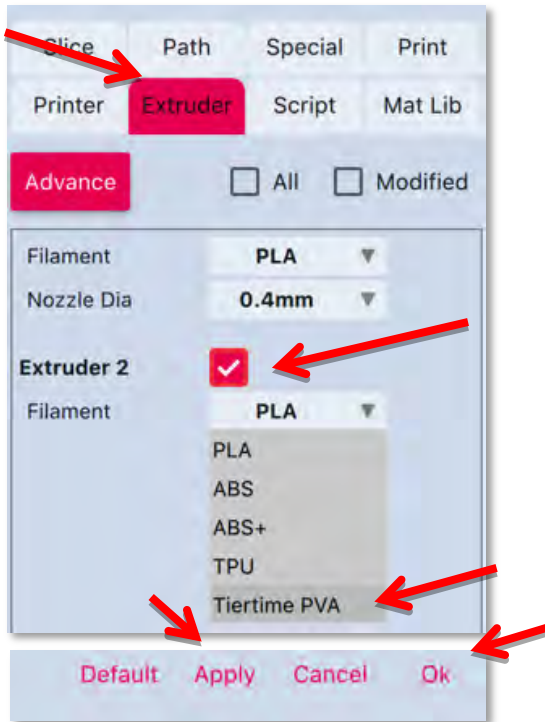 Slice Path Special Print
Printer Extruder Script Mat Lib
Advance All Modified
Filament PLA
Nozzle Dia 0.4mm
Extruder 2
Filament PLA
PLA
ABS
ABS+
TPU
Tiertime PVA
Default Apply Cancel Ok